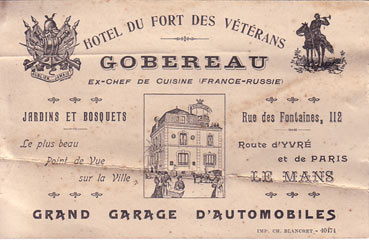 HOTEL DU FORT DES VÉTÉRANS
GOBEREAU
EX-CHEF DE CUISINE (FRANCE-RUSSIE)
JARDINS ET BOSQUETS
Le plus beau
Point de Vue
sur la Ville
Rue des Fontaines, 112
Route d'YVRÉ
et de PARIS
LE MANS
GRAND GARAGE D'AUTOMOBILES
IMP. CH. BLANCHET - 40474